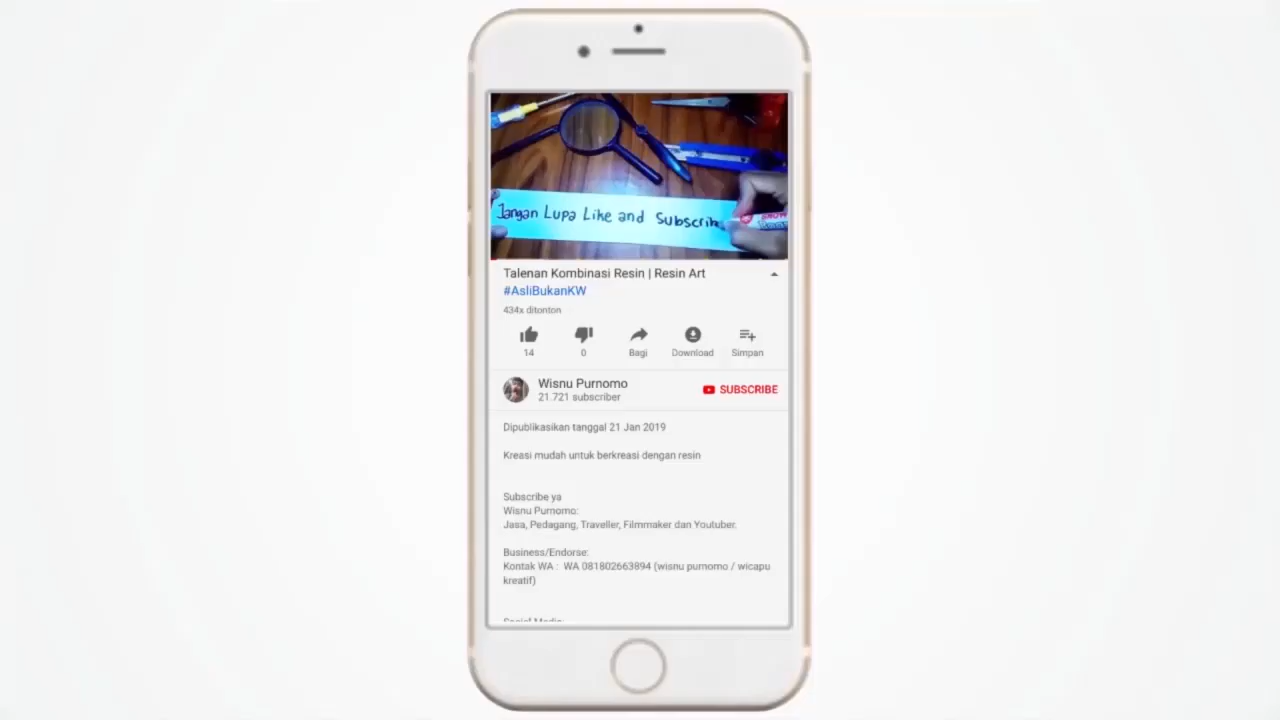 Jangan Lupa Like and Subscrib
Talenan Kombinasi Resin | Resin Art
#AsliBukanKW
434x ditonton
14 0 Bagi Download Simpan
Wisnu Purnomo
21.721 subscriber
SUBSCRIBE
Dipublikasikan tanggal 21 Jan 2019
Kreasi mudah untuk berkreasi dengan resin
Subscribe ya
Wisnu Purnomo:
Jasa, Pedagang, Traveller, Filmmaker dan Youtuber.
Business/Endorse:
Kontak WA : WA 081802663894 (wisnu purnomo / wicapu
kreatif)
Social Media: